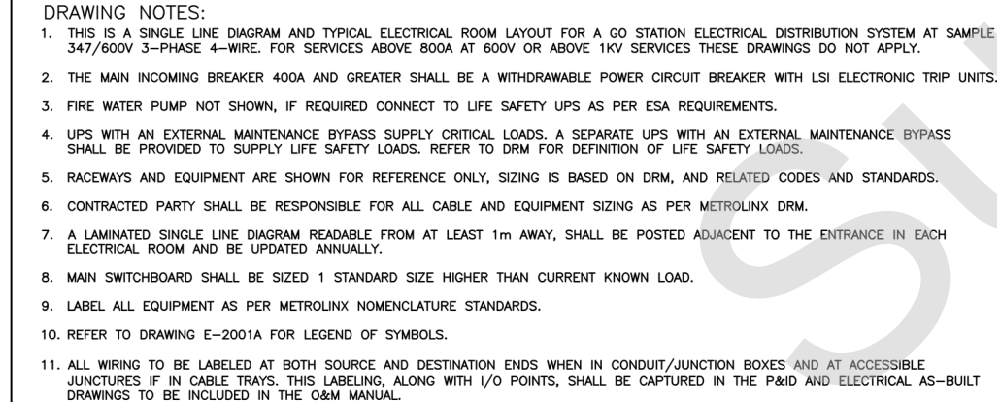 DRAWING NOTES:
1. THIS IS A SINGLE LINE DIAGRAM AND TYPICAL ELECTRICAL ROOM LAYOUT FOR A GO STATION ELECTRICAL DISTRIBUTION SYSTEM AT SAMPLE
347/600V 3-PHASE 4-WIRE. FOR SERVICES ABOVE 800A AT 600V OR ABOVE 1KV SERVICES THESE DRAWINGS DO NOT APPLY.
2. THE MAIN INCOMING BREAKER 400A AND GREATER SHALL BE A WITHDRAWABLE POWER CIRCUIT BREAKER WITH LSI ELECTRONIC TRIP UNITS.
3. FIRE WATER PUMP NOT SHOWN, IF REQUIRED CONNECT TO LIFE SAFETY UPS AS PER ESA REQUIREMENTS.
4. UPS WITH AN EXTERNAL MAINTENANCE BYPASS SUPPLY CRITICAL LOADS. A SEPARATE UPS WITH AN EXTERNAL MAINTENANCE BYPASS
SHALL BE PROVIDED TO SUPPLY LIFE SAFETY LOADS. REFER TO DRM FOR DEFINITION OF LIFE SAFETY LOADS.
5. RACEWAYS AND EQUIPMENT ARE SHOWN FOR REFERENCE ONLY, SIZING IS BASED ON DRM, AND RELATED CODES AND STANDARDS.
6. CONTRACTED PARTY SHALL BE RESPONSIBLE FOR ALL CABLE AND EQUIPMENT SIZING AS PER METROLINX DRM.
7. A LAMINATED SINGLE LINE DIAGRAM READABLE FROM AT LEAST 1m AWAY, SHALL BE POSTED ADJACENT TO THE ENTRANCE IN EACH
ELECTRICAL ROOM AND BE UPDATED ANNUALLY.
8. MAIN SWITCHBOARD SHALL BE SIZED 1 STANDARD SIZE HIGHER THAN CURRENT KNOWN LOAD.
9. LABEL ALL EQUIPMENT AS PER METROLINX NOMENCLATURE STANDARDS.
10. REFER TO DRAWING E-2001A FOR LEGEND OF SYMBOLS.
11. ALL WIRING TO BE LABELED AT BOTH SOURCE AND DESTINATION ENDS WHEN IN CONDUIT/JUNCTION BOXES AND AT ACCESSIBLE
JUNCTURES IF IN CABLE TRAYS. THIS LABELING, ALONG WITH I/O POINTS, SHALL BE CAPTURED IN THE P&ID AND ELECTRICAL AS-BUILT
DRAWINGS TO BE INCLUDED IN THE O&M MANUAL.